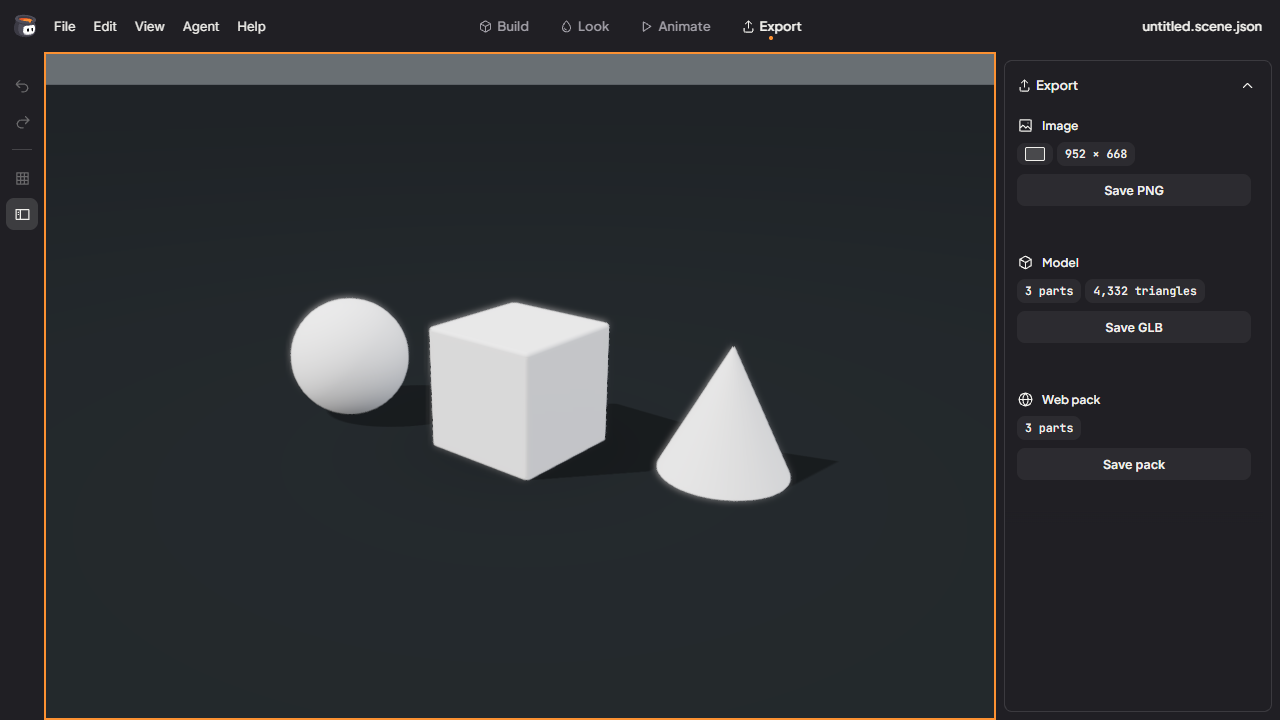 File Edit View Agent Help Build Look Animate Export untitled.scene.json
Export
Image
952 × 668
Save PNG
Model
3 parts 4,332 triangles
Save GLB
Web pack
3 parts
Save pack